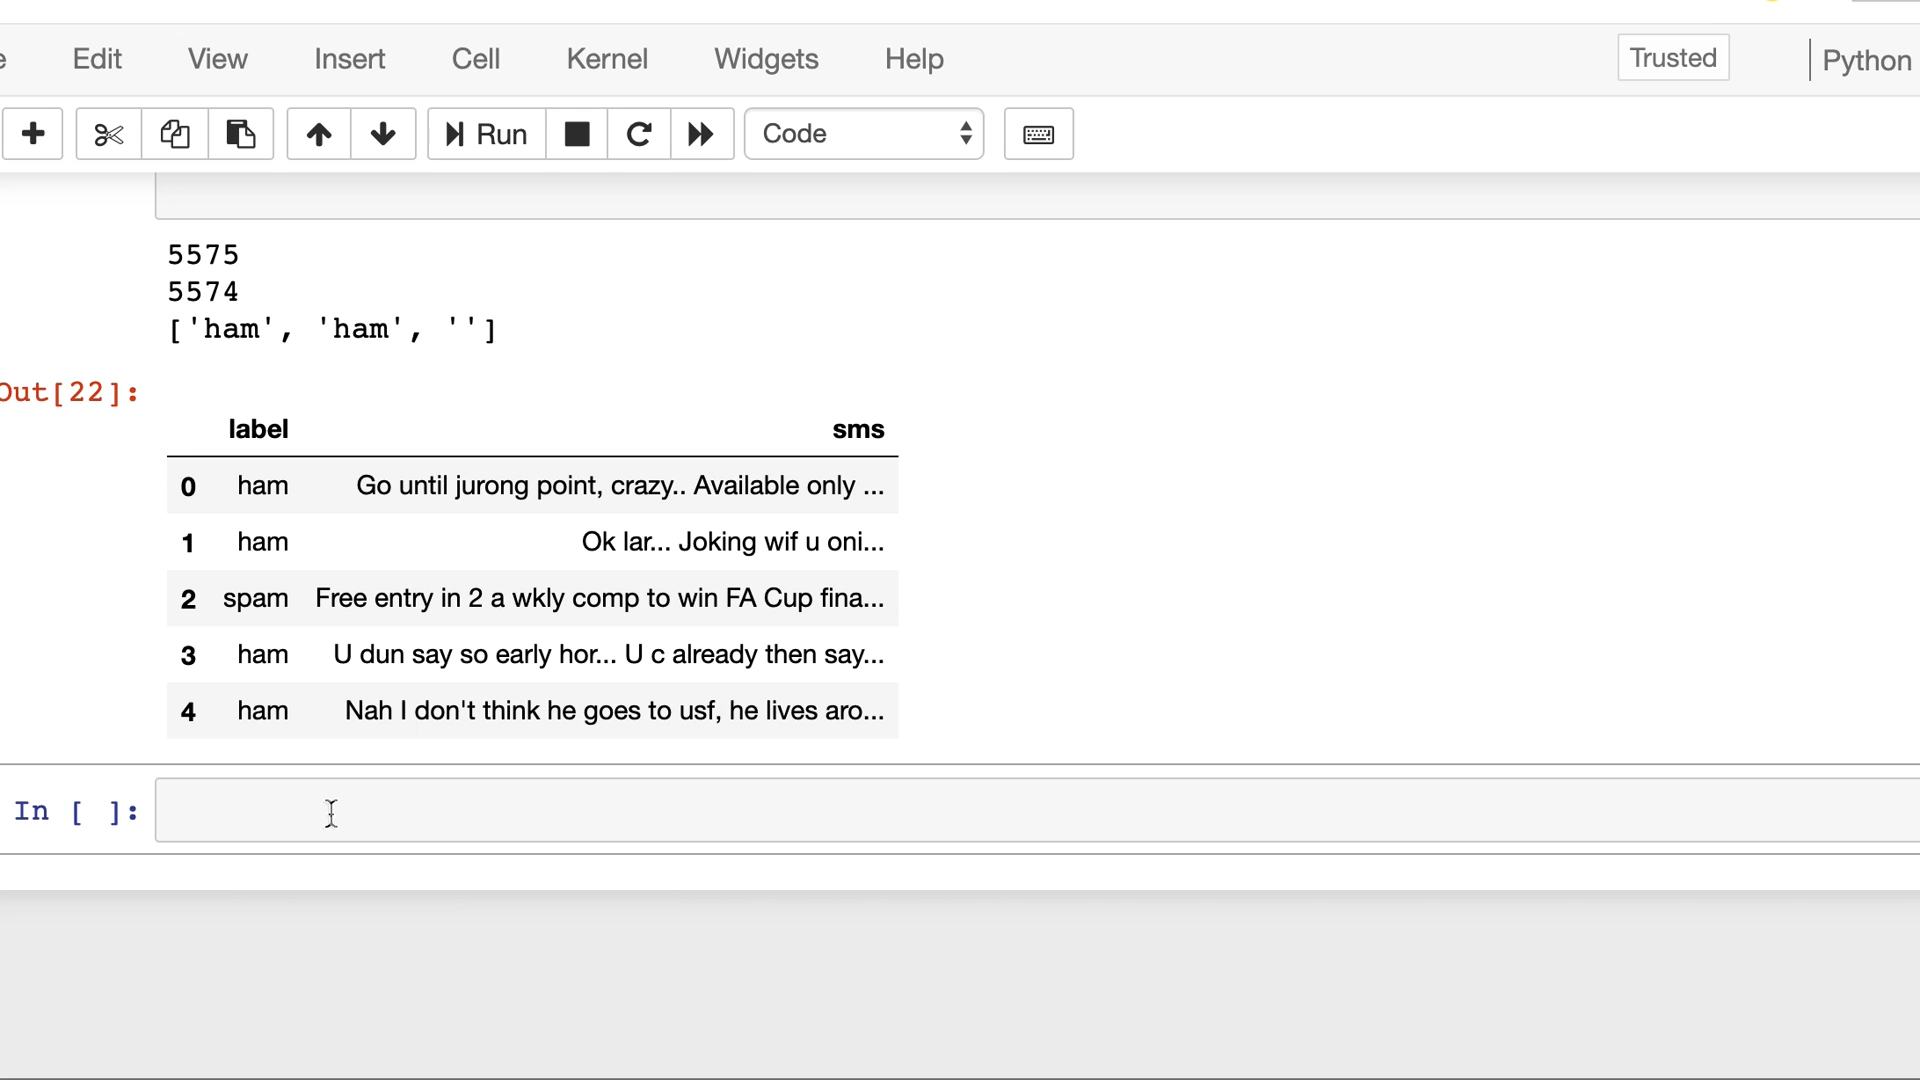 Edit View Insert Cell Kernel Widgets Help Trusted Python
Run Code
5575
5574
['ham', 'ham', '']
Out[22]:
label sms
0 ham Go until jurong point, crazy.. Available only ...
1 ham Ok lar... Joking wif u oni...
2 spam Free entry in 2 a wkly comp to win FA Cup fina...
3 ham U dun say so early hor... U c already then say...
4 ham Nah I don't think he goes to usf, he lives aro...
In [ ]: